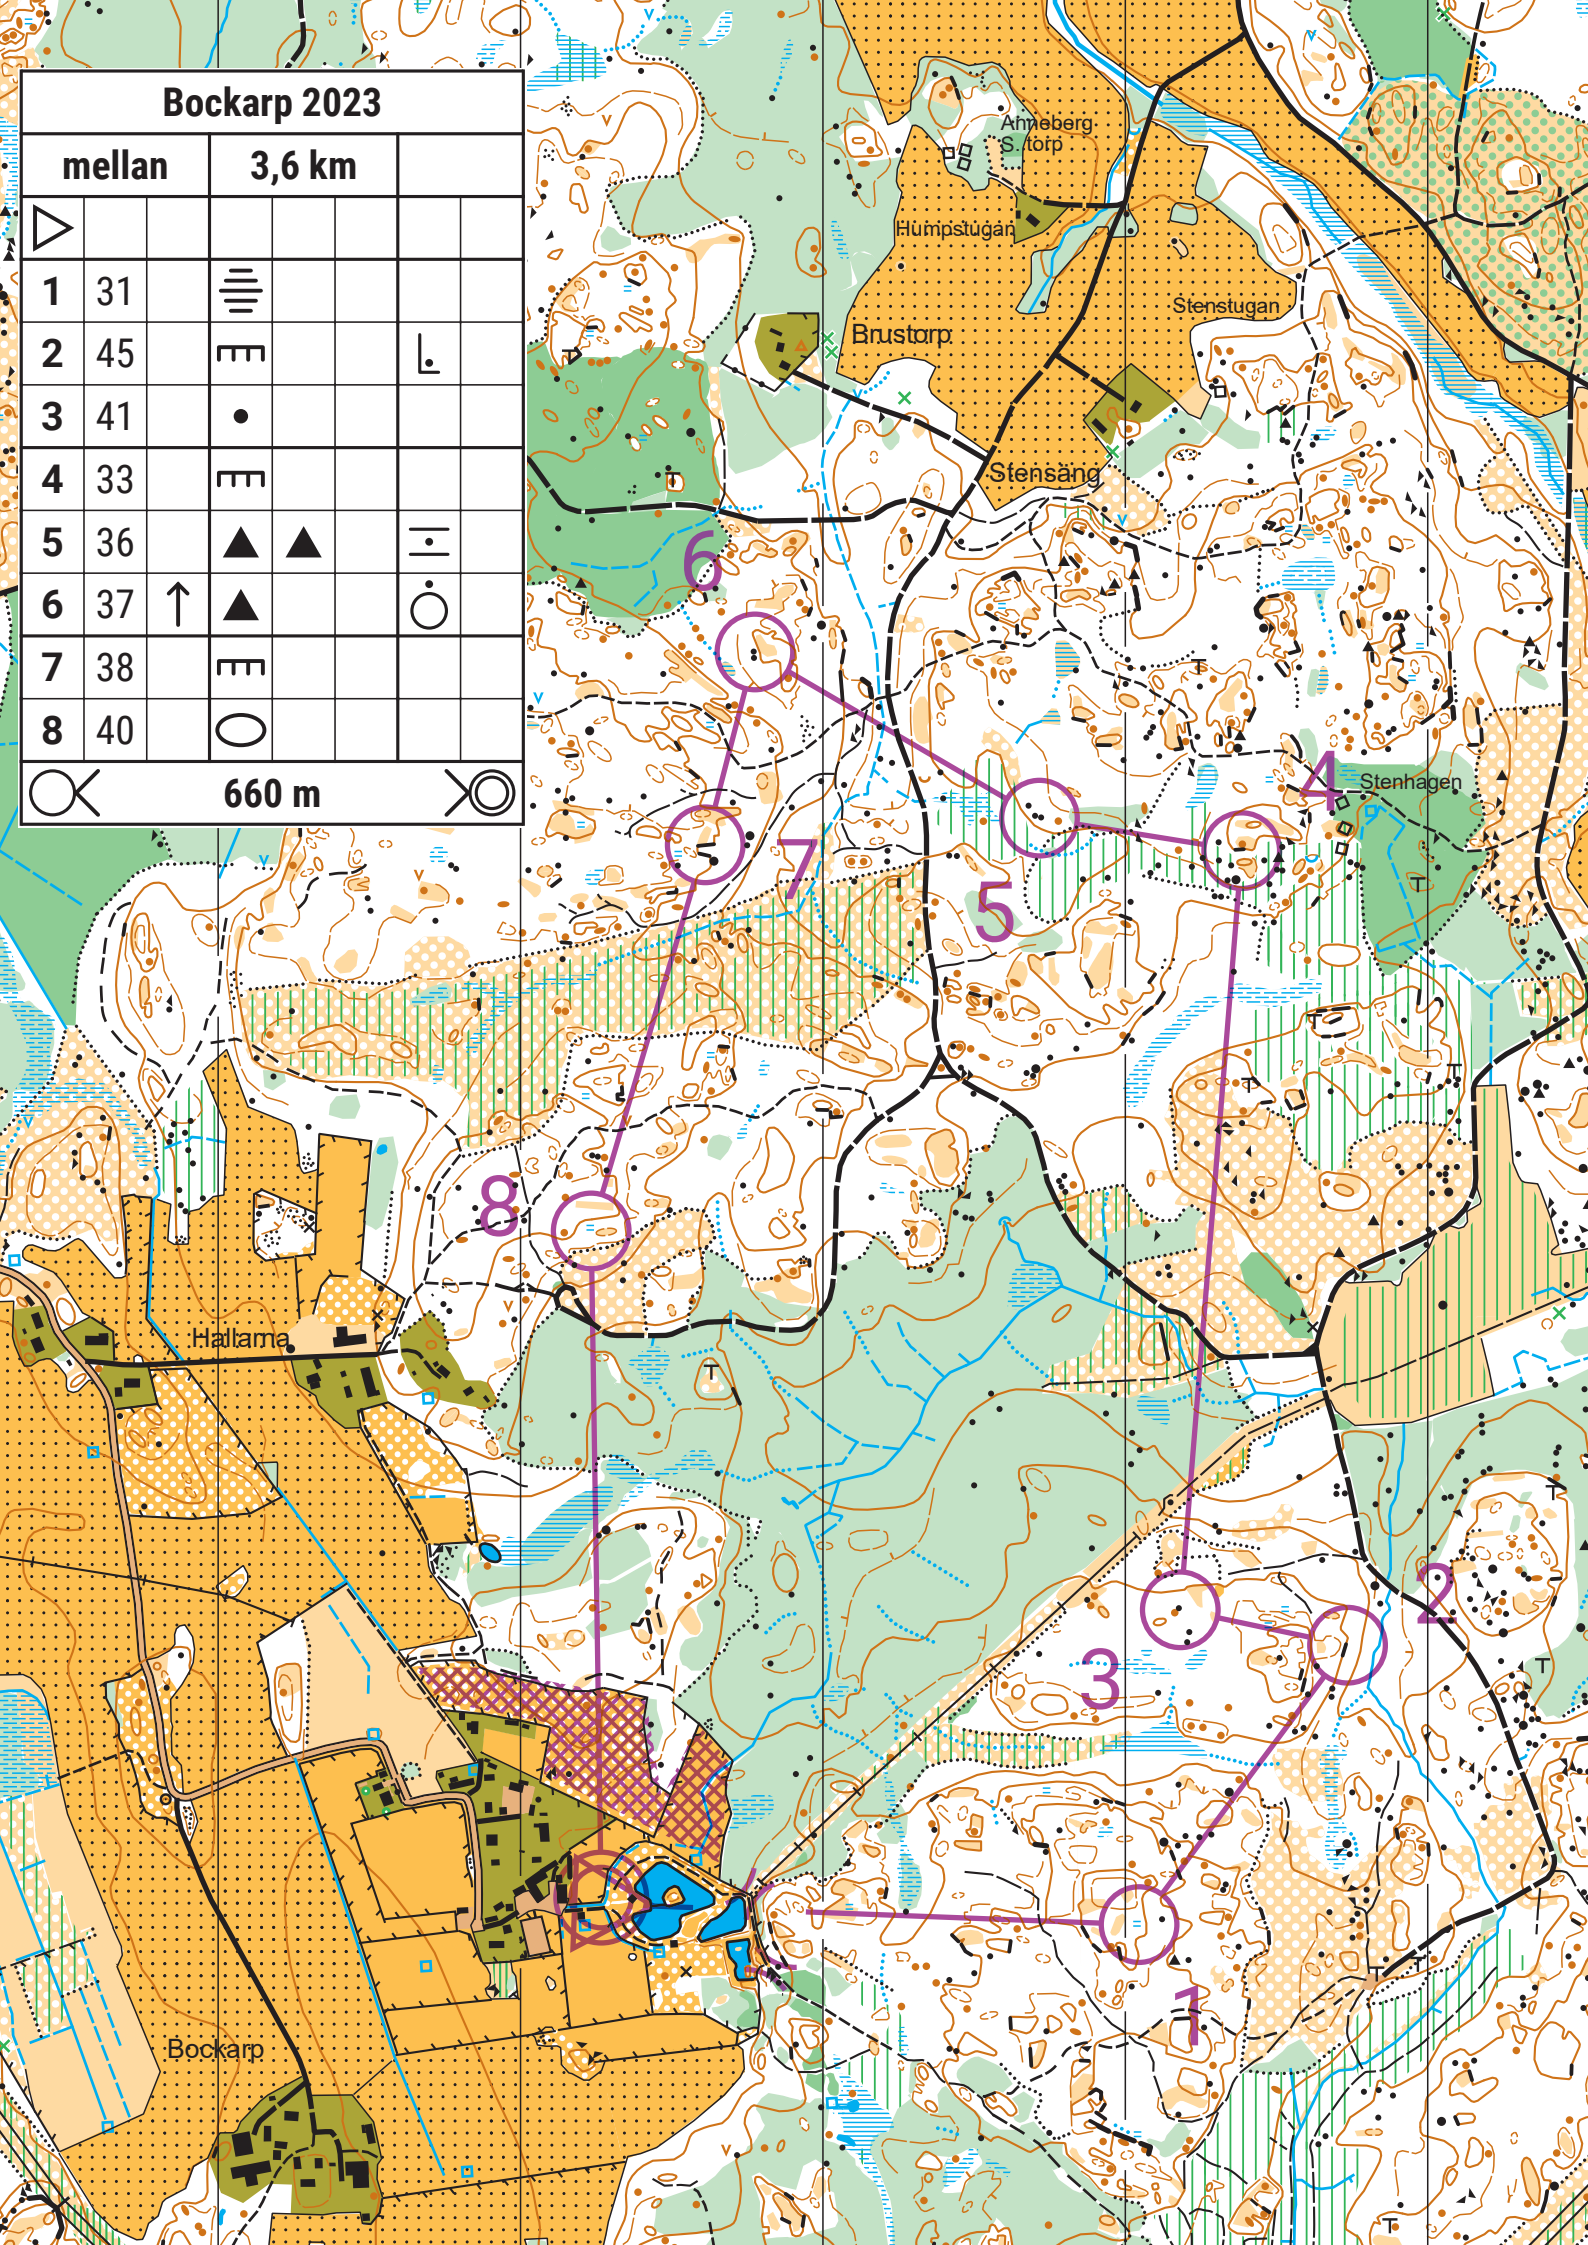 Bockarp 2023
mellan 3,6 km
1 31
2 45
3 41
4 33
5 36
6 37
7 38
8 40
660 m
Anneberg
S. torp
Humpstugan
Stenstugan
Brustorp
Stensäng
6
4
Stenhagen
7
5
8
Hallarna
2
3
1
Bockarp